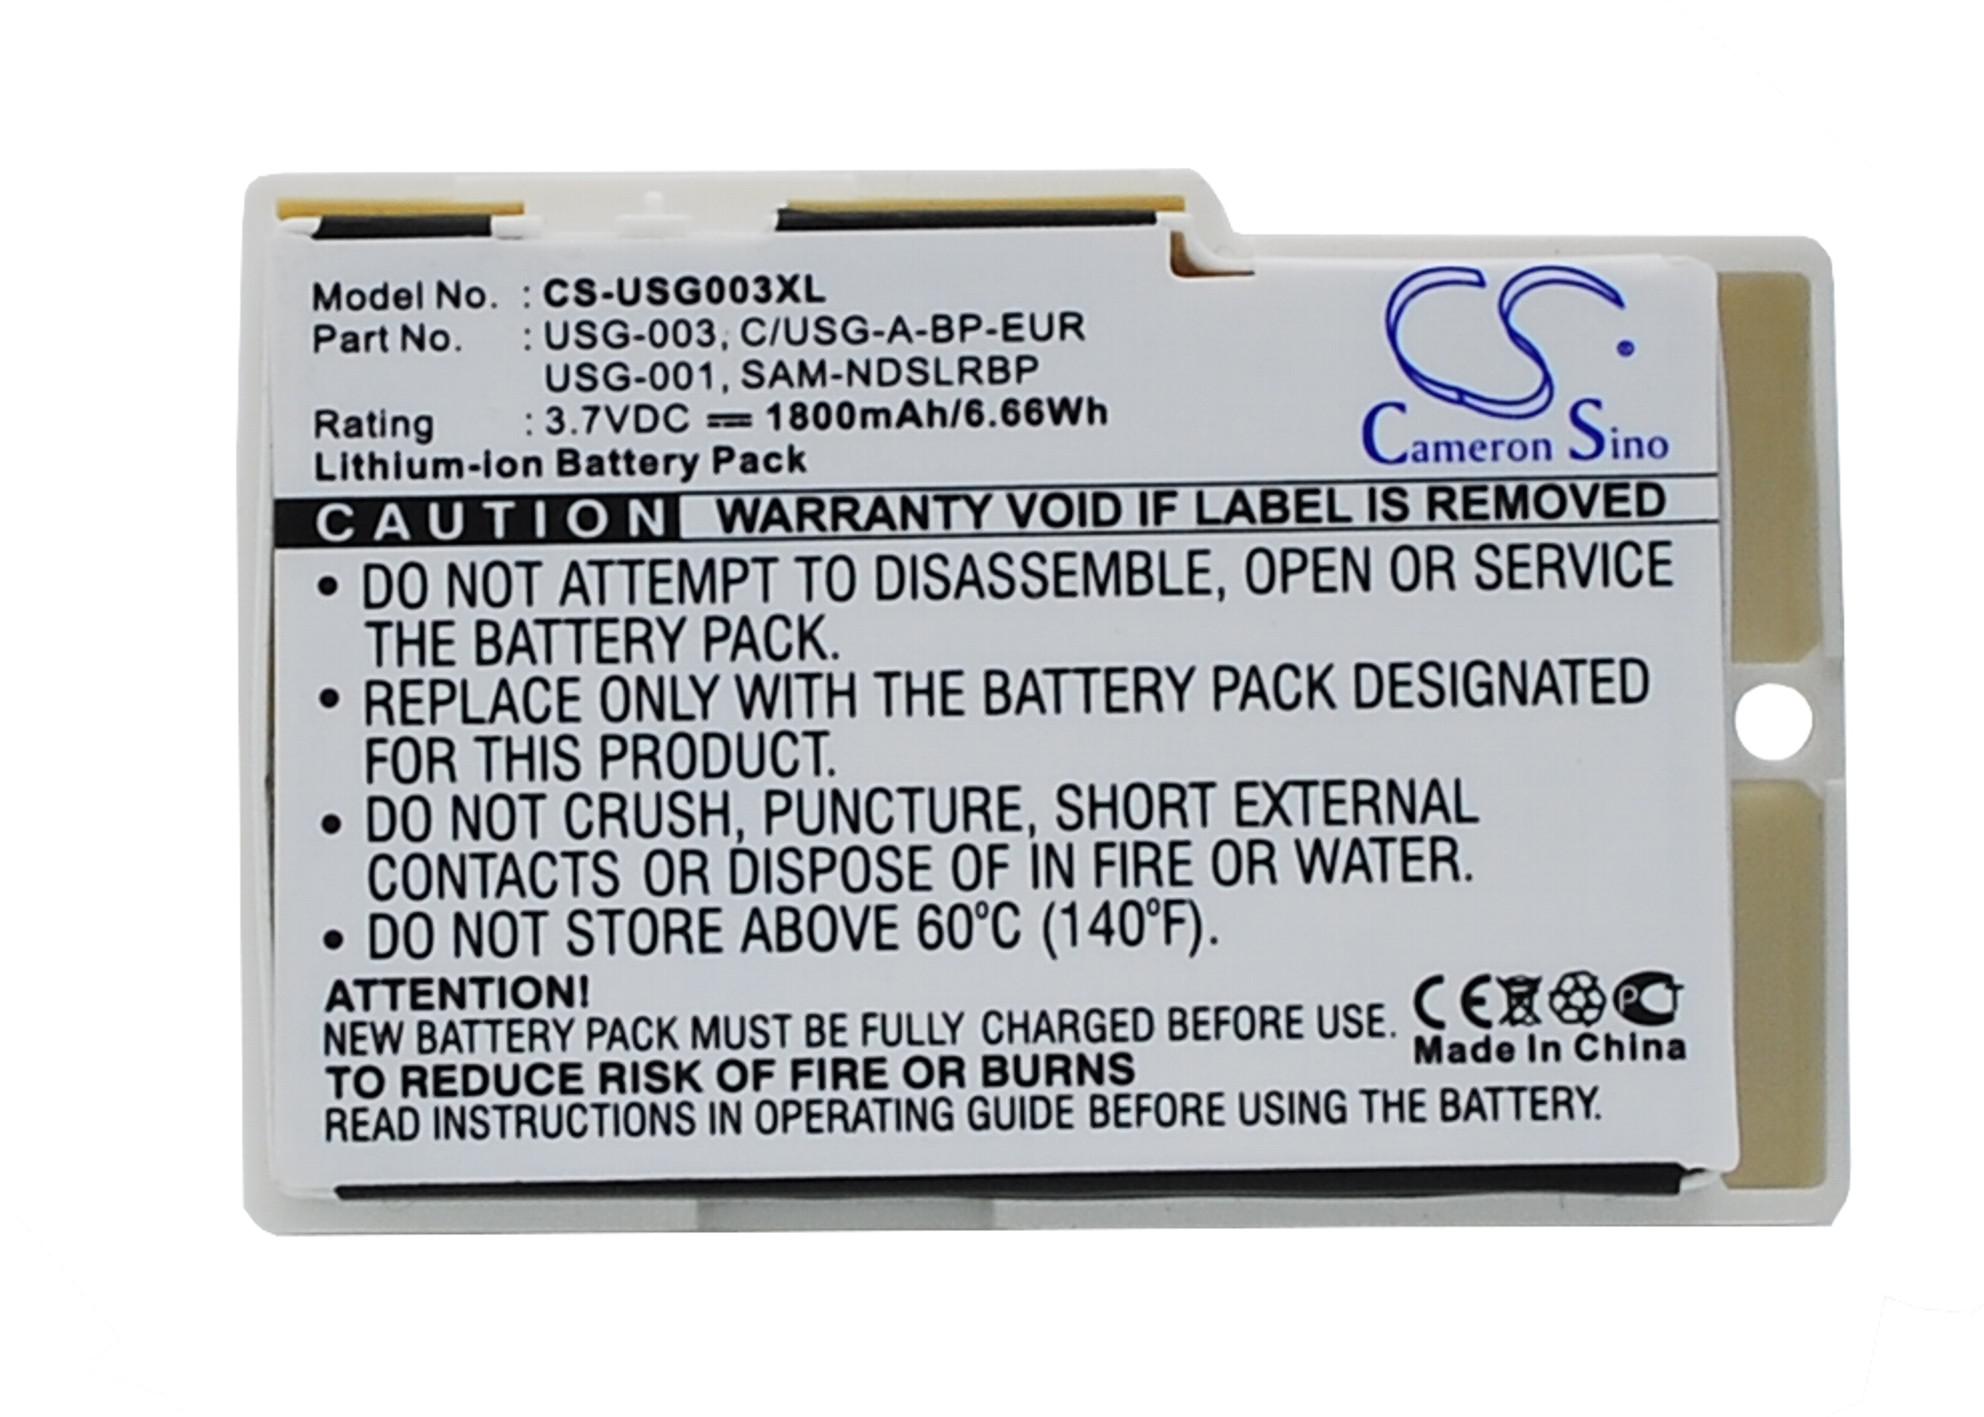 Model No. : CS-USG003XL
Part No. : USG-003, C/USG-A-BP-EUR
USG-001, SAM-NDSLRBP
Rating : 3.7VDC ⎓ 1800mAh/6.66Wh
Lithium-ion Battery Pack
CS
Cameron Sino
CAUTION WARRANTY VOID IF LABEL IS REMOVED
• DO NOT ATTEMPT TO DISASSEMBLE, OPEN OR SERVICE
THE BATTERY PACK.
• REPLACE ONLY WITH THE BATTERY PACK DESIGNATED
FOR THIS PRODUCT.
• DO NOT CRUSH, PUNCTURE, SHORT EXTERNAL
CONTACTS OR DISPOSE OF IN FIRE OR WATER.
• DO NOT STORE ABOVE 60°C (140°F).
ATTENTION!
NEW BATTERY PACK MUST BE FULLY CHARGED BEFORE USE.
TO REDUCE RISK OF FIRE OR BURNS
READ INSTRUCTIONS IN OPERATING GUIDE BEFORE USING THE BATTERY.
CE PCT
Made In China